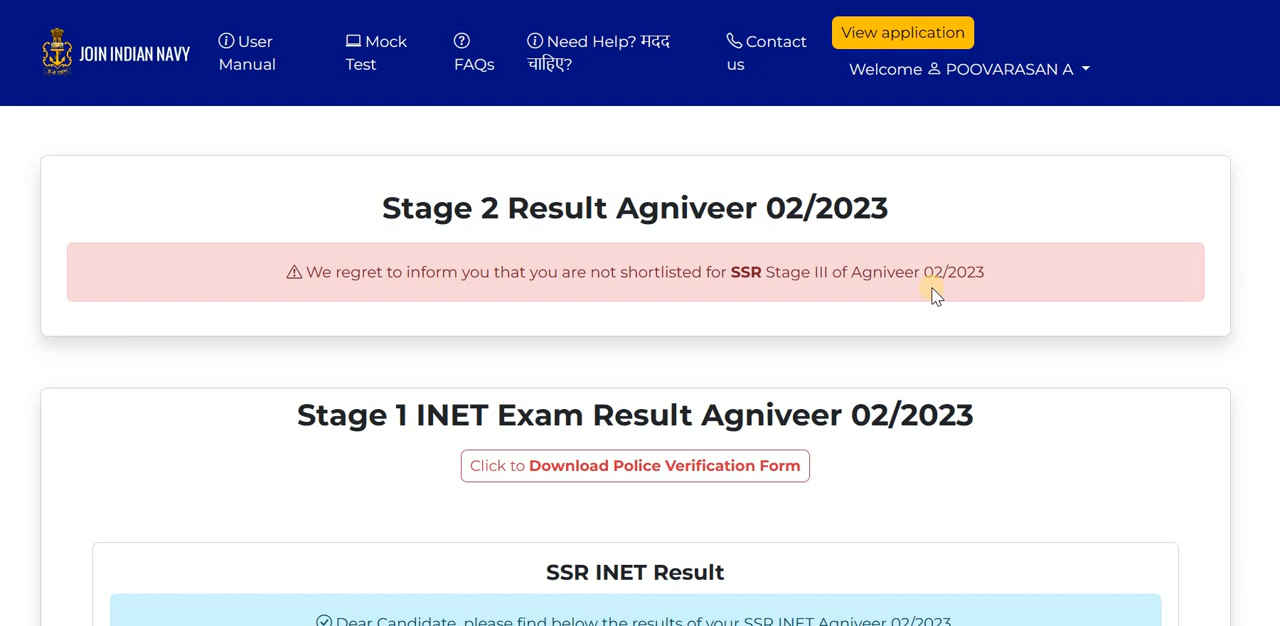 JOIN INDIAN NAVY
User Manual
Mock Test
FAQs
Need Help? मदद चाहिए?
Contact us
View application
Welcome POOVARASAN A
Stage 2 Result Agniveer 02/2023
We regret to inform you that you are not shortlisted for SSR Stage III of Agniveer 02/2023
Stage 1 INET Exam Result Agniveer 02/2023
Click to Download Police Verification Form
SSR INET Result
Dear Candidate, please find below the results of your SSR INET Agniveer 02/2023